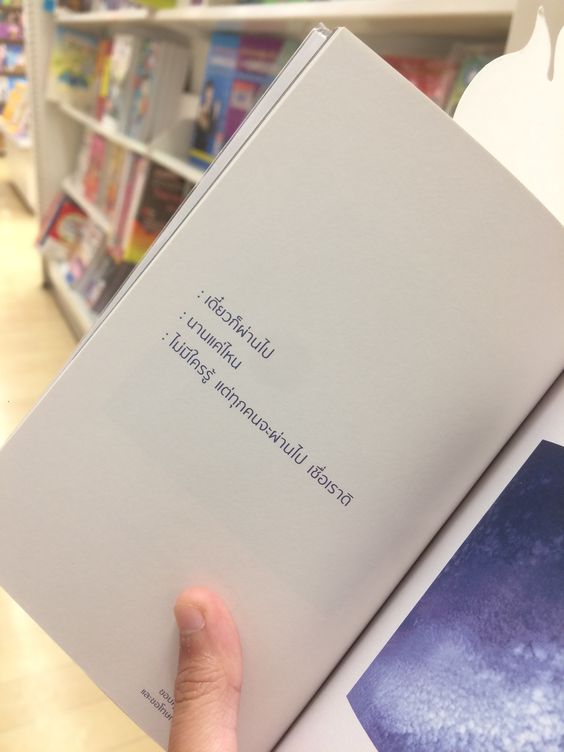 : เดี๋ยวก็ผ่านไป
: นานแค่ไหน
: ไม่มีใครรู้ แต่ทุกคนจะผ่านไป เชื่อเราดิ